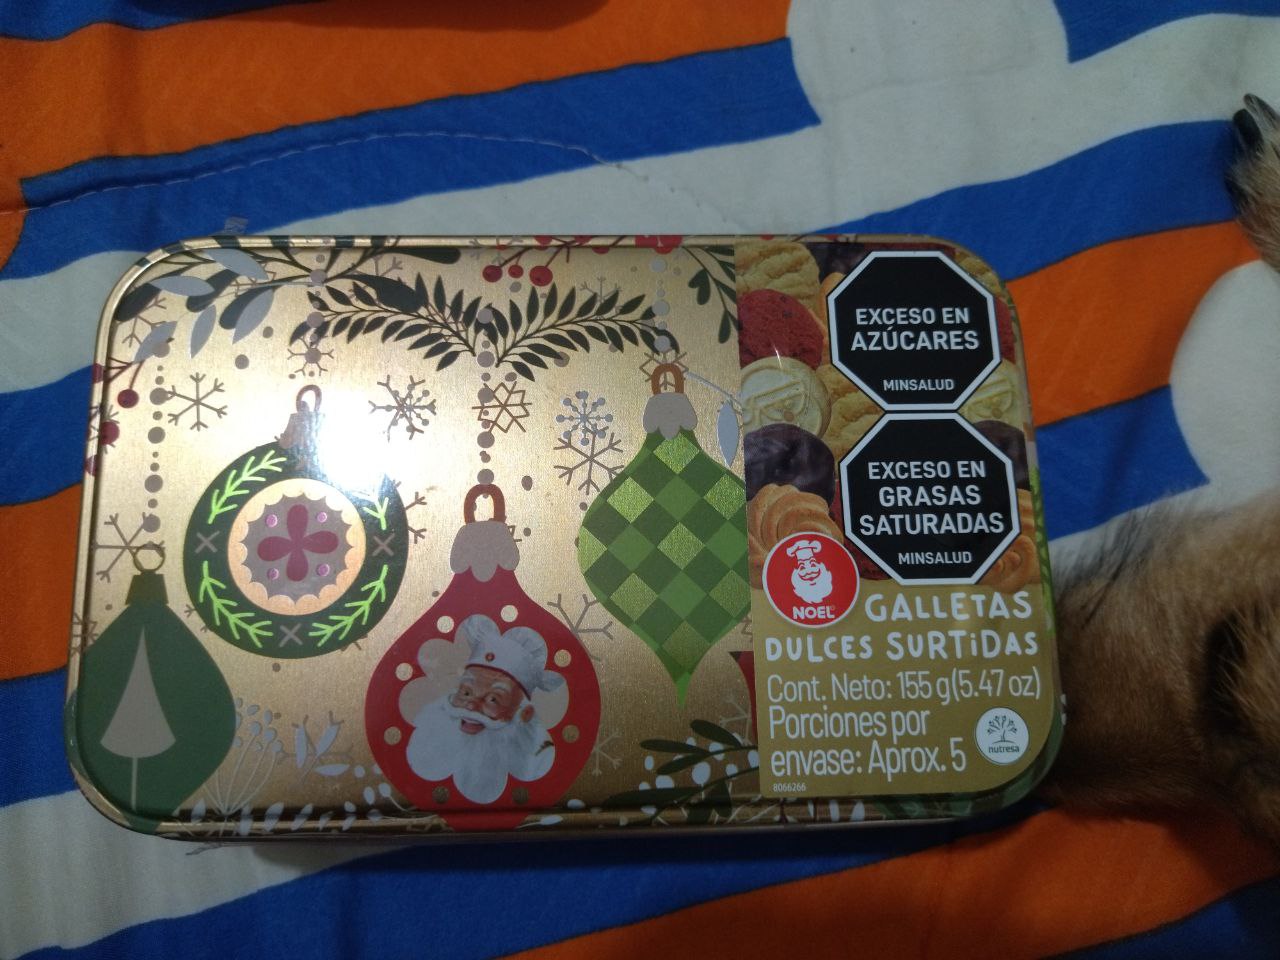 EXCESO EN
AZÚCARES
MINSALUD
EXCESO EN
GRASAS
SATURADAS
MINSALUD
NOEL
GALLETAS
DULCES SURTiDAS
Cont. Neto: 155 g(5.47 oz)
Porciones por
envase: Aprox. 5
nutresa
8066266